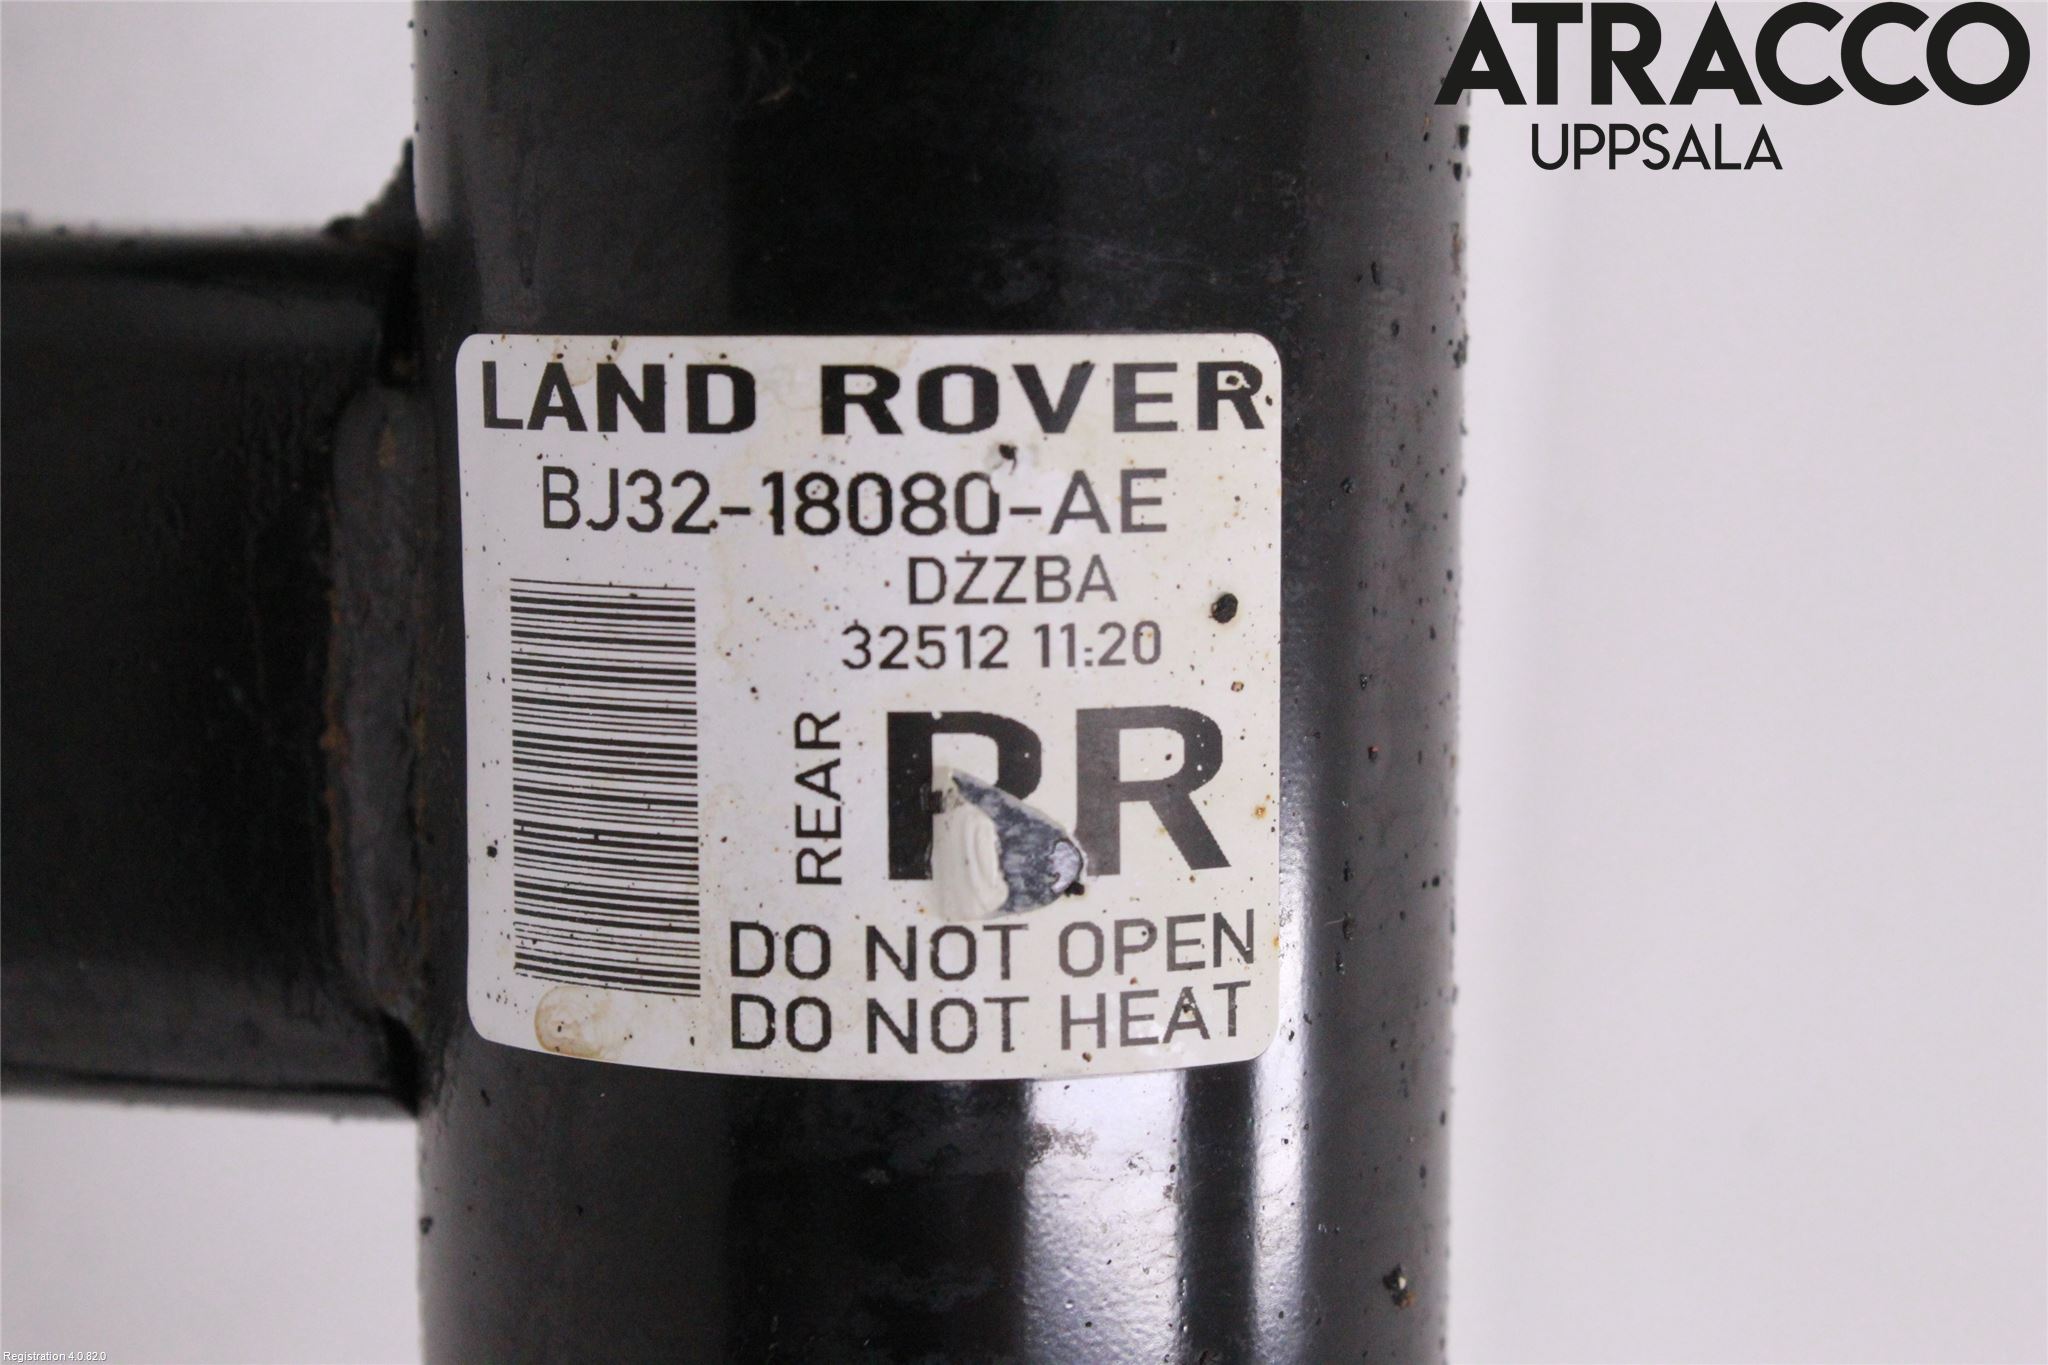 ATRACCO
UPPSALA
LAND ROVER
BJ32-18080-AE
DZZBA
32512 11:20
REAR
DO NOT OPEN
DO NOT HEAT
Registration 4.0.82.0